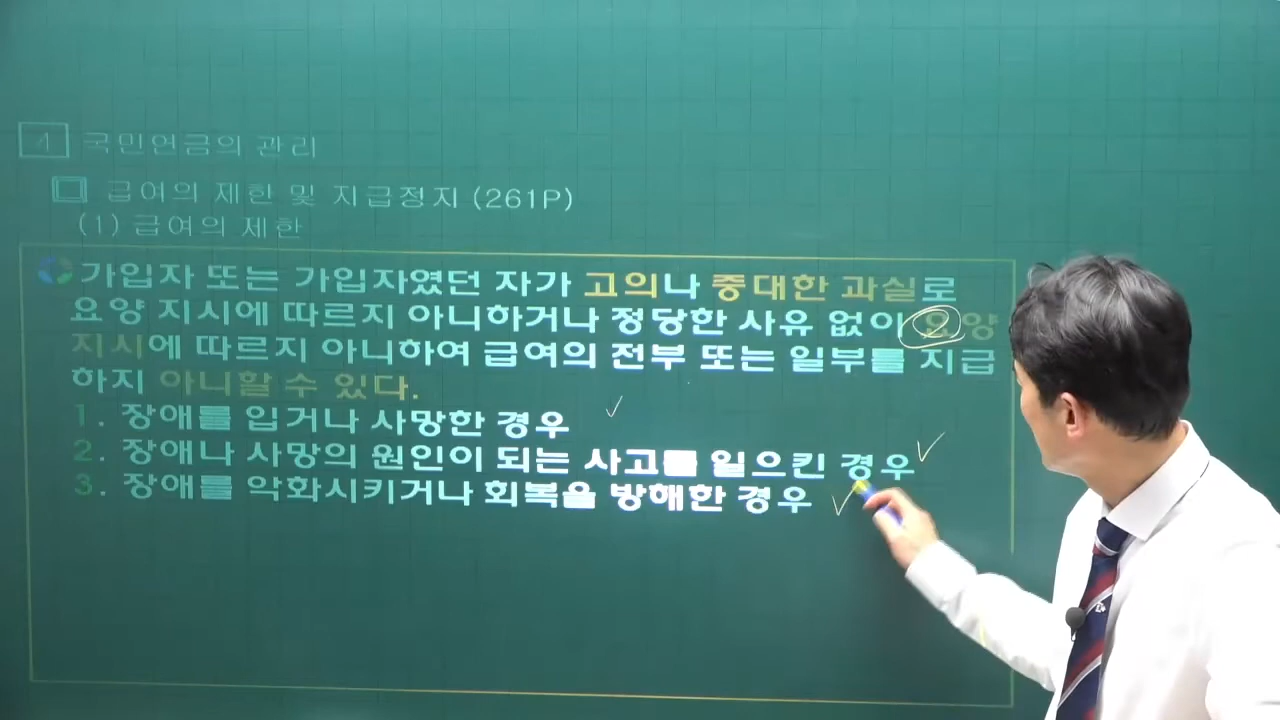 4 국민연금의 관리
급여의 제한 및 지급정지 (261P)
(1) 급여의 제한
가입자 또는 가입자였던 자가 고의나 중대한 과실로
요양 지시에 따르지 아니하거나 정당한 사유 없이 요양
지시에 따르지 아니하여 급여의 전부 또는 일부를 지급
하지 아니할 수 있다.
1. 장애를 입거나 사망한 경우
2. 장애나 사망의 원인이 되는 사고를 일으킨 경우
3. 장애를 악화시키거나 회복을 방해한 경우